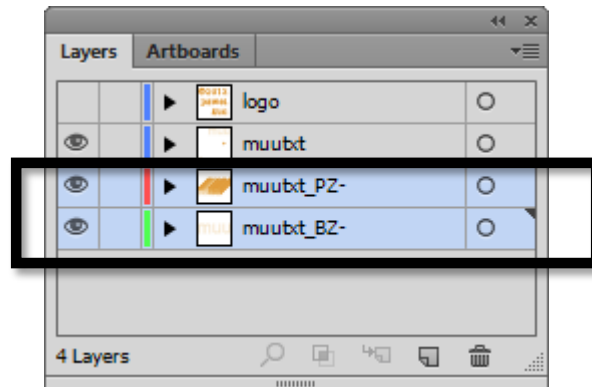 Layers Artboards
logo
muutxt
muutxt_PZ-
muutxt_BZ-
4 Layers